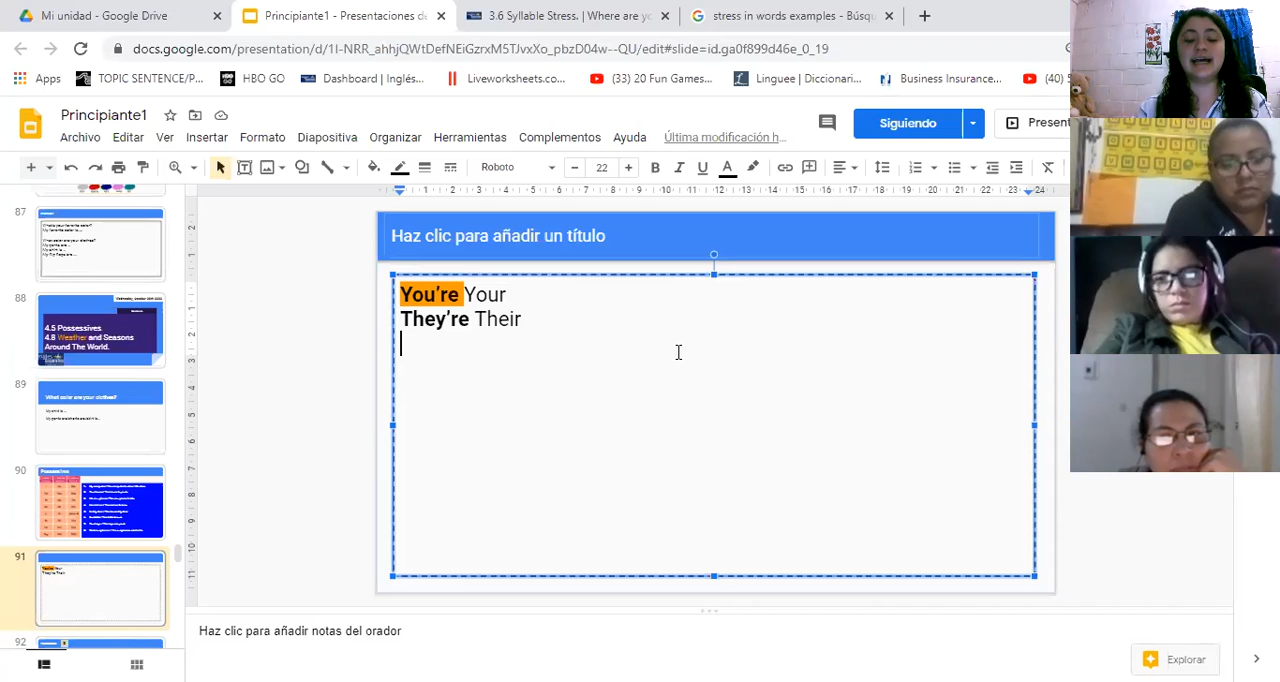 Mi unidad - Google Drive
Principiante1 - Presentaciones de
3.6 Syllable Stress. | Where are yo
stress in words examples - Búsqu
docs.google.com/presentation/d/1I-NRR_ahhjQWtDefNEiGzrxM5TJvxXo_pbzD04w--QU/edit#slide=id.ga0f899d46e_0_19
Apps
TOPIC SENTENCE/P...
HBO GO
Dashboard | Inglés...
Liveworksheets.co...
(33) 20 Fun Games...
Linguee | Diccionari...
Business Insurance...
(40) 5
Principiante1
Archivo Editar Ver Insertar Formato Diapositiva Organizar Herramientas Complementos Ayuda Última modificación h...
Siguiendo
Present
Roboto
22
87
88
4.5 Possessives.
4.8 Weather and Seasons
Around The World.
89
What color are your clothes?
90
Possessives
91
92
Haz clic para añadir un título
You're Your
They're Their
Haz clic para añadir notas del orador
Explorar